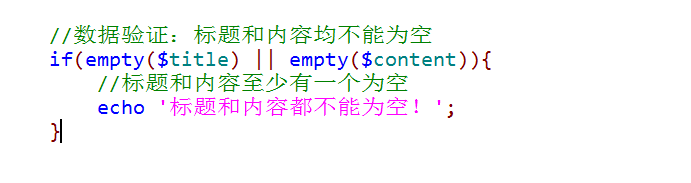 //数据验证：标题和内容均不能为空
if(empty($title) || empty($content)){
    //标题和内容至少有一个为空
    echo '标题和内容都不能为空！';
}